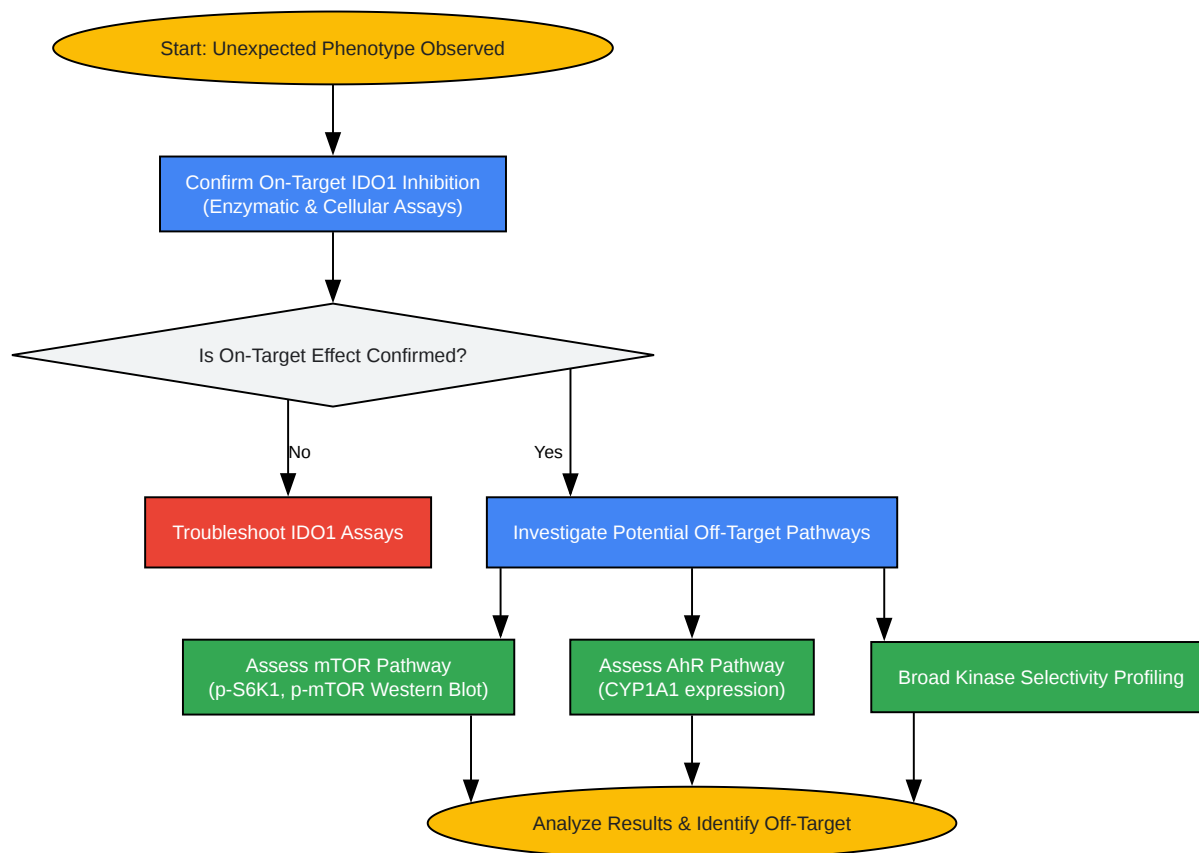 Start: Unexpected Phenotype Observed
Confirm On-Target IDO1 Inhibition
(Enzymatic & Cellular Assays)
Is On-Target Effect Confirmed?
No
Yes
Troubleshoot IDO1 Assays
Investigate Potential Off-Target Pathways
Assess mTOR Pathway
(p-S6K1, p-mTOR Western Blot)
Assess AhR Pathway
(CYP1A1 expression)
Broad Kinase Selectivity Profiling
Analyze Results & Identify Off-Target